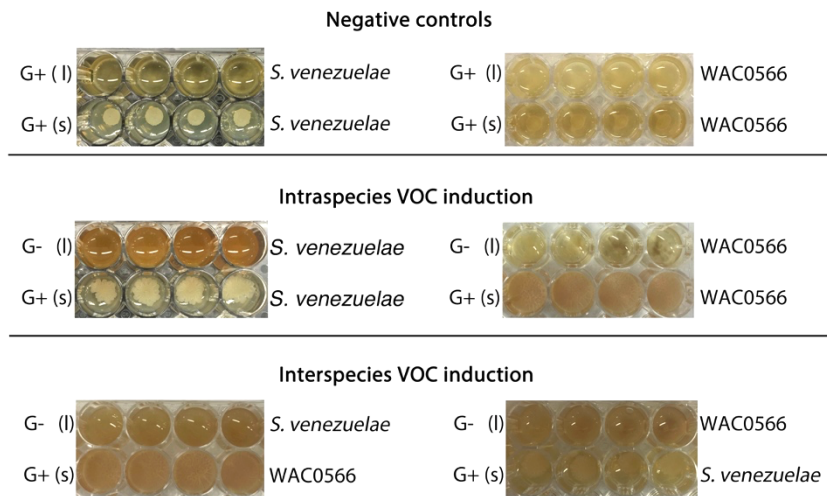 Negative controls
G+ ( l) S. venezuelae G+ (l) WAC0566
G+ (s) S. venezuelae G+ (s) WAC0566
Intraspecies VOC induction
G- (l) S. venezuelae G- (l) WAC0566
G+ (s) S. venezuelae G+ (s) WAC0566
Interspecies VOC induction
G- (l) S. venezuelae G- (l) WAC0566
G+ (s) WAC0566 G+ (s) S. venezuelae